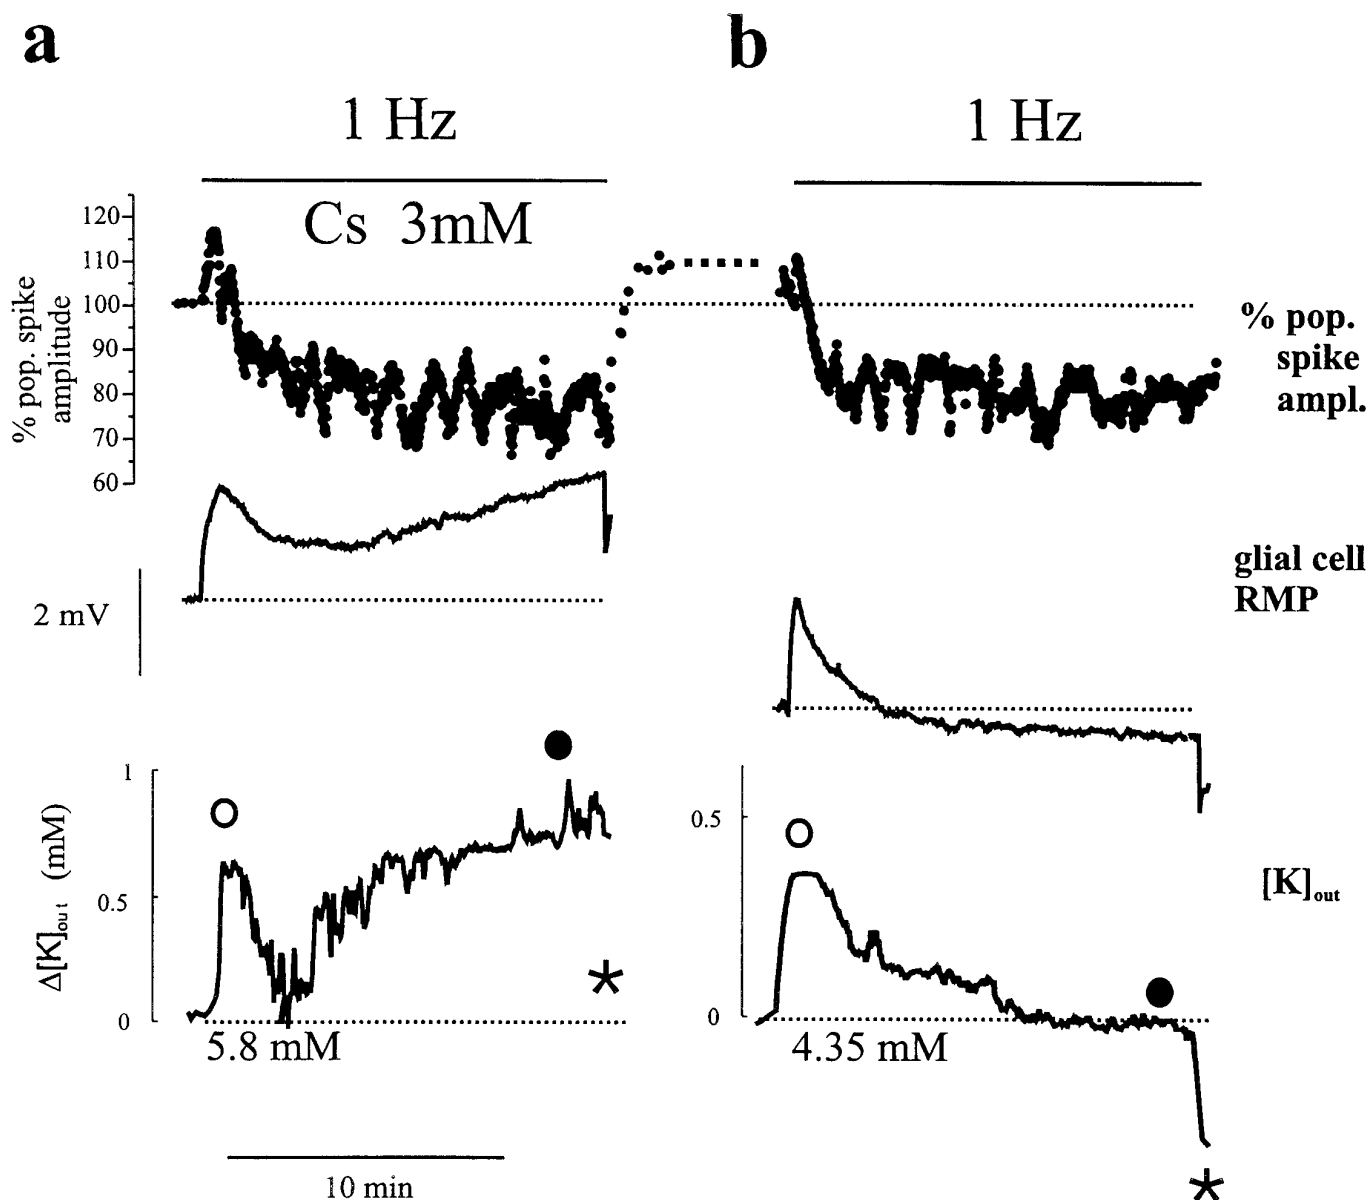 a
b
1 Hz
1 Hz
Cs 3mM
% pop. spike
amplitude
120
110
100
90
80
70
60
% pop.
spike
ampl.
2 mV
glial cell
RMP
Δ[K]out (mM)
1
0.5
0
5.8 mM
*
0.5
0
4.35 mM
*
[K]out
10 min